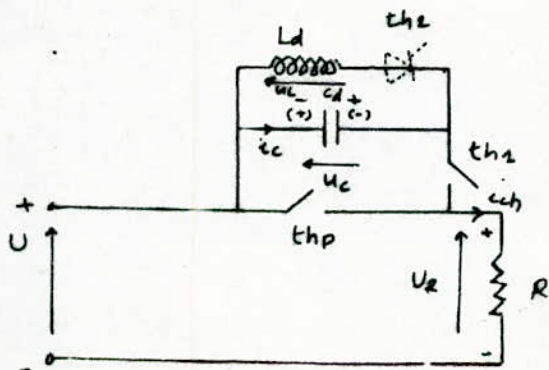 th2
Ld
uL - Cd +
(+) (-)
ic
uc
th1
ich
+
thp
+
U
UR
R
-